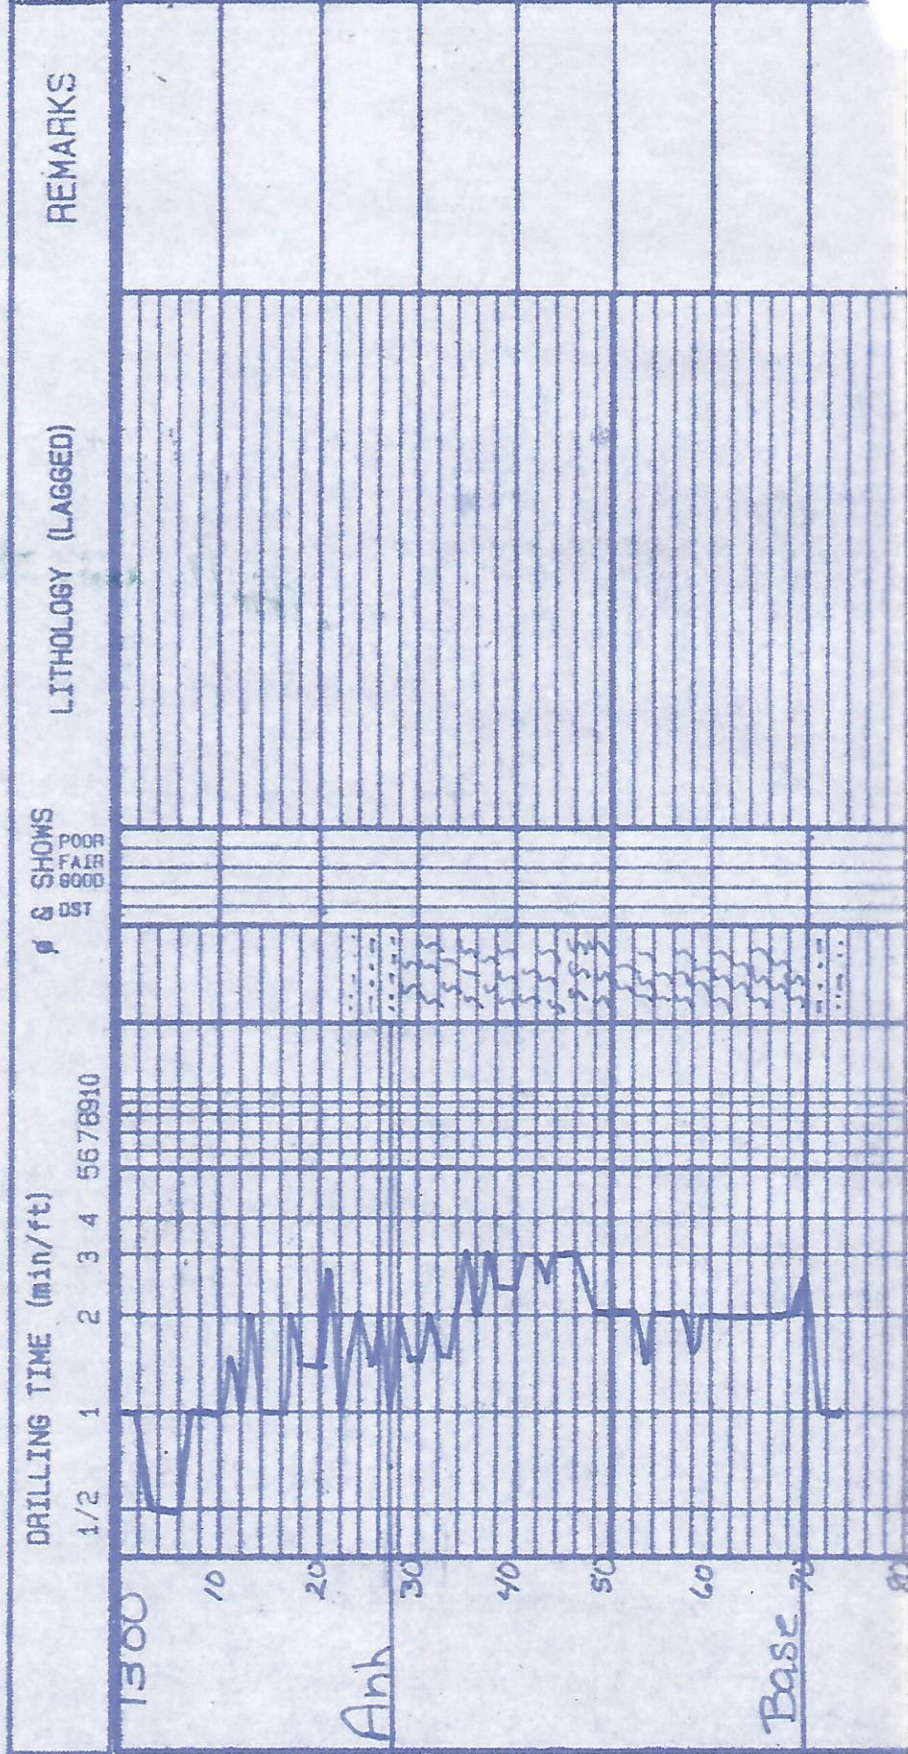 DRILLING TIME (min/ft)
ø & SHOWS
LITHOLOGY (LAGGED)
REMARKS
1/2 1 2 3 4 5678910
DST
GOOD
FAIR
POOR
1300
10
20
Anh
30
40
50
60
Base
70
80